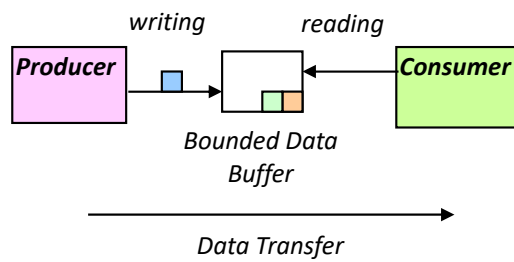 writing
reading
Producer
Consumer
Bounded Data
Buffer
Data Transfer